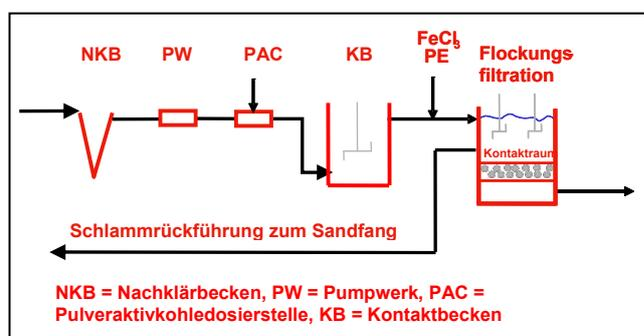 NKB
PW
PAC
KB
FeCl3
PE
Flockungs-
filtration
Kontaktraum
Schlammrückführung zum Sandfang
NKB = Nachklärbecken, PW = Pumpwerk, PAC =
Pulveraktivkohledosierstelle, KB = Kontaktbecken